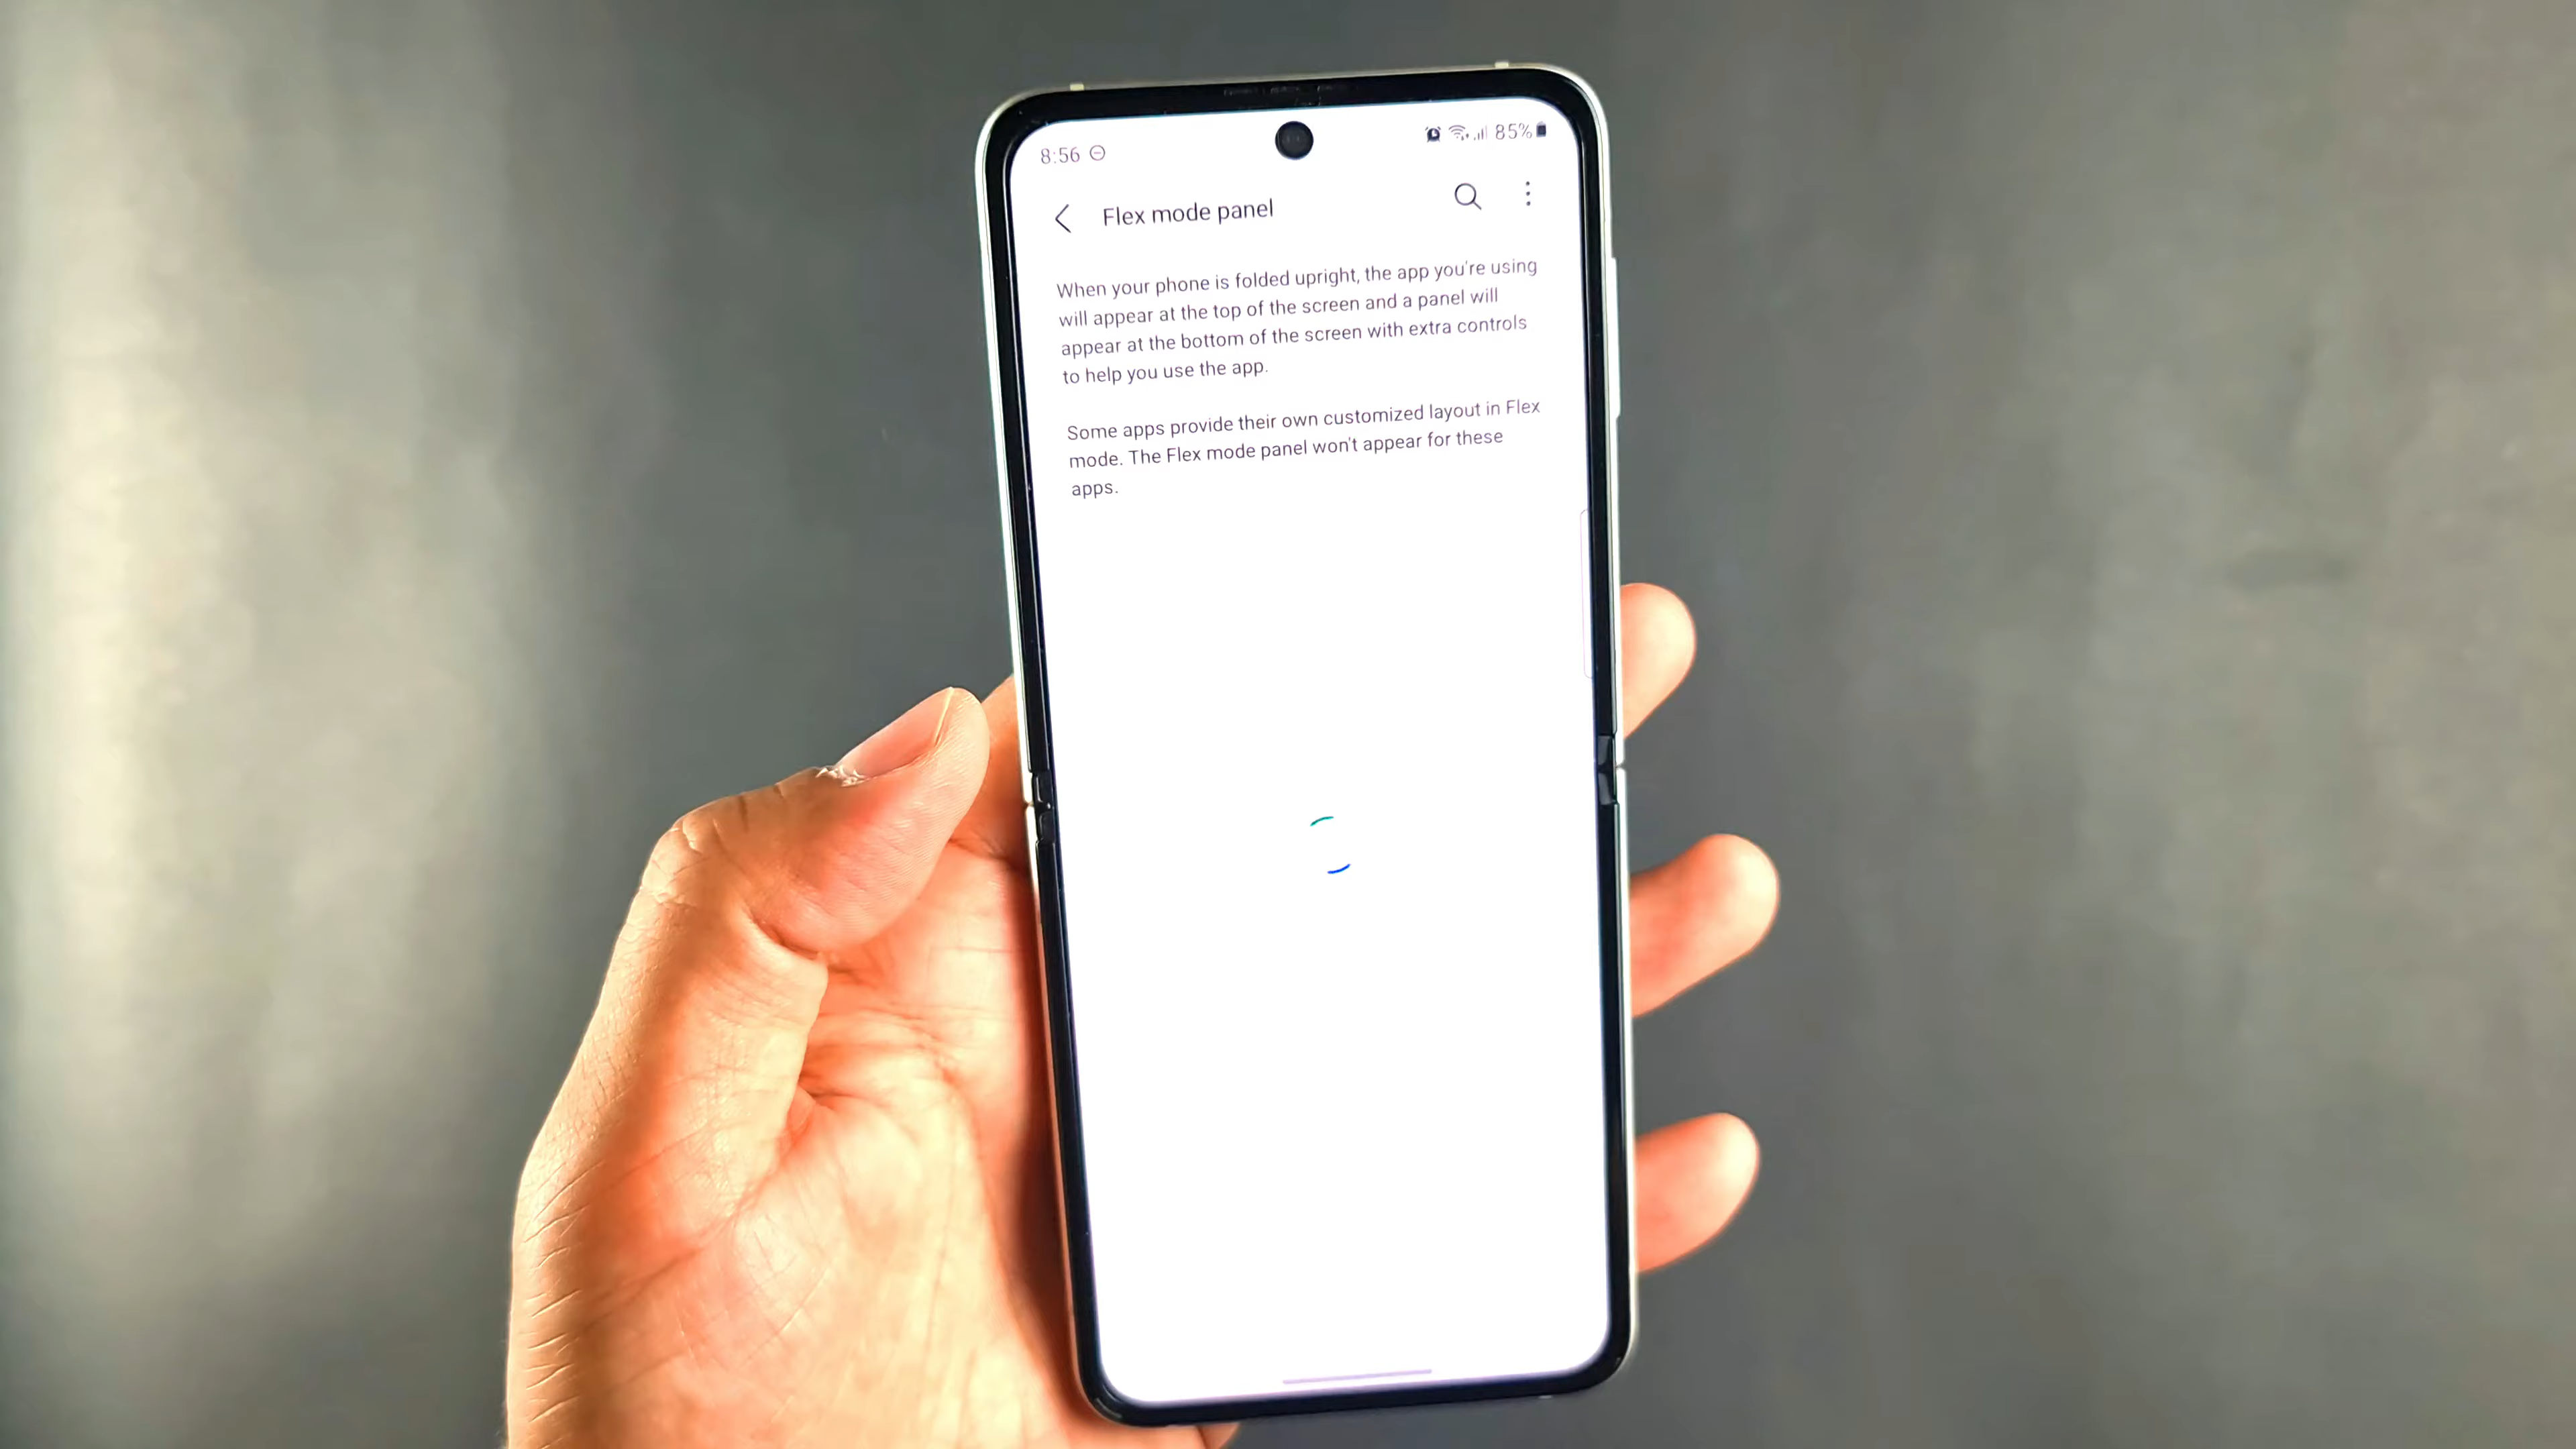 8:56
85%
Flex mode panel
When your phone is folded upright, the app you're using
will appear at the top of the screen and a panel will
appear at the bottom of the screen with extra controls
to help you use the app.
Some apps provide their own customized layout in Flex
mode. The Flex mode panel won't appear for these
apps.